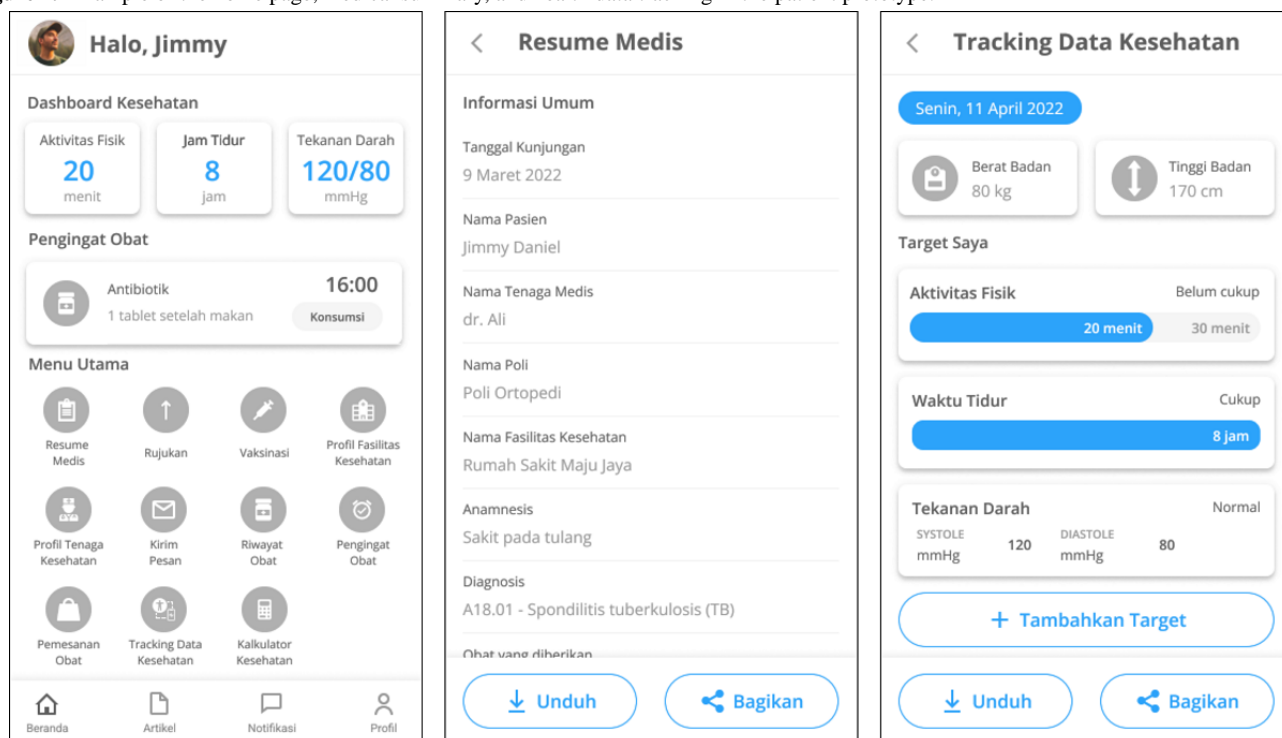 Halo, Jimmy
Dashboard Kesehatan
Aktivitas Fisik
20
menit
Jam Tidur
8
jam
Tekanan Darah
120/80
mmHg
Pengingat Obat
Antibiotik
1 tablet setelah makan
16:00
Konsumsi
Menu Utama
Resume
Medis
Rujukan
Vaksinasi
Profil Fasilitas
Kesehatan
Profil Tenaga
Kesehatan
Kirim
Pesan
Riwayat
Obat
Pengingat
Obat
Pemesanan
Obat
Tracking Data
Kesehatan
Kalkulator
Kesehatan
Beranda
Artikel
Notifikasi
Profil
Resume Medis
Informasi Umum
Tanggal Kunjungan
9 Maret 2022
Nama Pasien
Jimmy Daniel
Nama Tenaga Medis
dr. Ali
Nama Poli
Poli Ortopedi
Nama Fasilitas Kesehatan
Rumah Sakit Maju Jaya
Anamnesis
Sakit pada tulang
Diagnosis
A18.01 - Spondilitis tuberkulosis (TB)
Obat yang diberikan
Unduh
Bagikan
Tracking Data Kesehatan
Senin, 11 April 2022
Berat Badan
80 kg
Tinggi Badan
170 cm
Target Saya
Aktivitas Fisik
Belum cukup
20 menit
30 menit
Waktu Tidur
Cukup
8 jam
Tekanan Darah
Normal
SYSTOLE
mmHg
120
DIASTOLE
mmHg
80
+ Tambahkan Target
Unduh
Bagikan